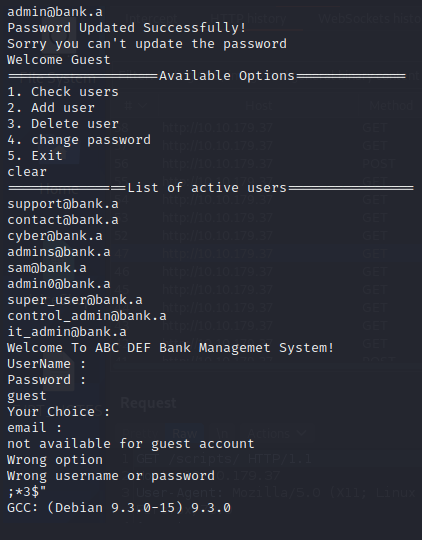 admin@bank.a
Password Updated Successfully!
Sorry you can't update the password
Welcome Guest
===================Available Options==============
1. Check users
2. Add user
3. Delete user
4. change password
5. Exit
clear
===============List of active users================
support@bank.a
contact@bank.a
cyber@bank.a
admins@bank.a
sam@bank.a
admin0@bank.a
super_user@bank.a
control_admin@bank.a
it_admin@bank.a
Welcome To ABC DEF Bank Managemet System!
UserName :
Password :
guest
Your Choice :
email :
not available for guest account
Wrong option
Wrong username or password
;*3$"
GCC: (Debian 9.3.0-15) 9.3.0